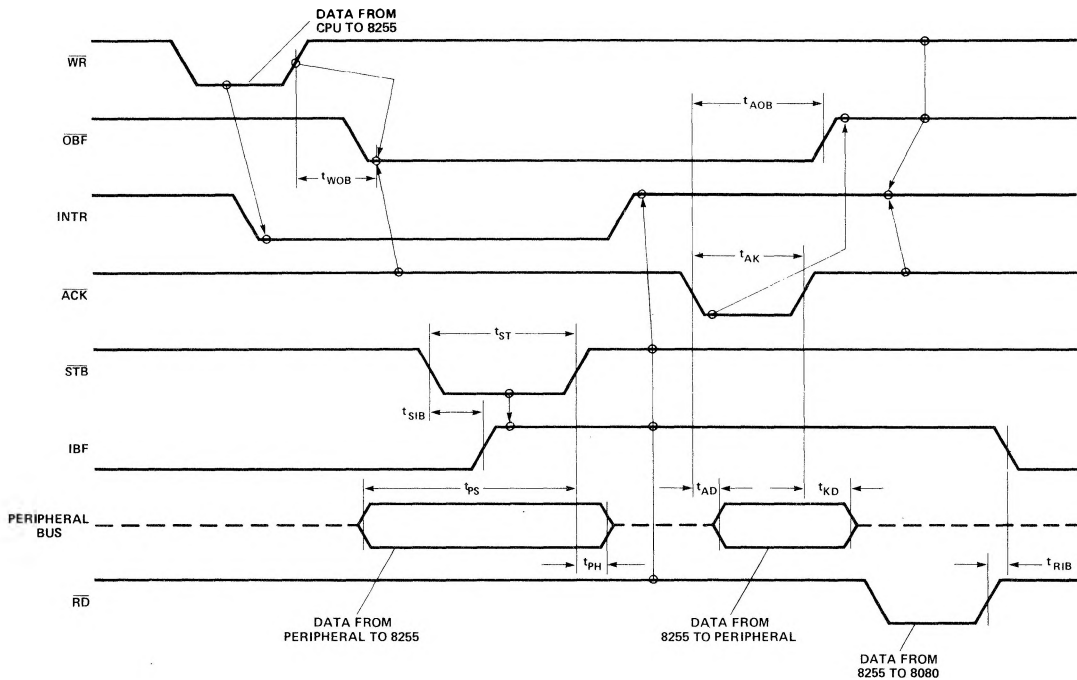 DATA FROM
CPU TO 8255
WR
tAOB
OBF
tWOB
INTR
tAK
ACK
tST
STB
tSIB
IBF
tPS
tAD
tKD
PERIPHERAL
BUS
tPH
tRIB
RD
DATA FROM
PERIPHERAL TO 8255
DATA FROM
8255 TO PERIPHERAL
DATA FROM
8255 TO 8080